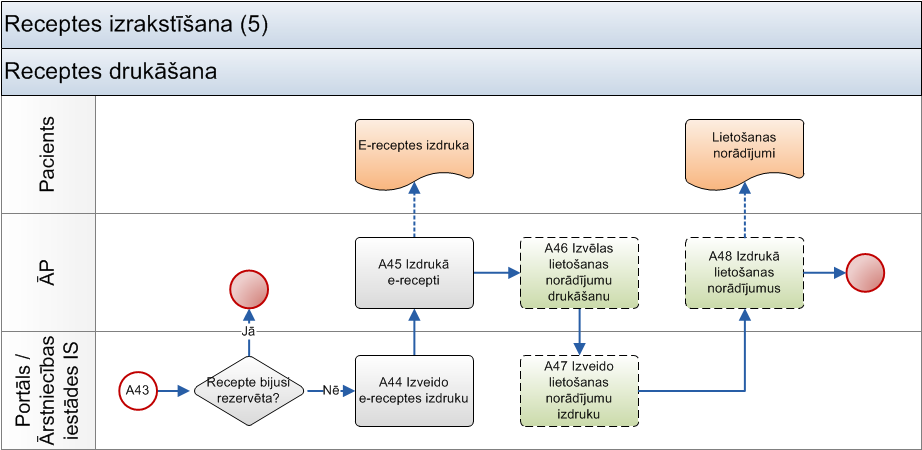 Receptes izrakstīšana (5)
Receptes drukāšana
Pacients
E-receptes izdruka
Lietošanas
norādījumi
ĀP
A45 Izdrukā
e-recepti
A46 Izvēlas
lietošanas
norādījumu
drukāšanu
A48 Izdrukā
lietošanas
norādījumus
Jā
Portāls /
Ārstniecības
iestādes IS
A43
Recepte bijusi
rezervēta?
Nē
A44 Izveido
e-receptes izdruku
A47 Izveido
lietošanas
norādījumu
izdruku